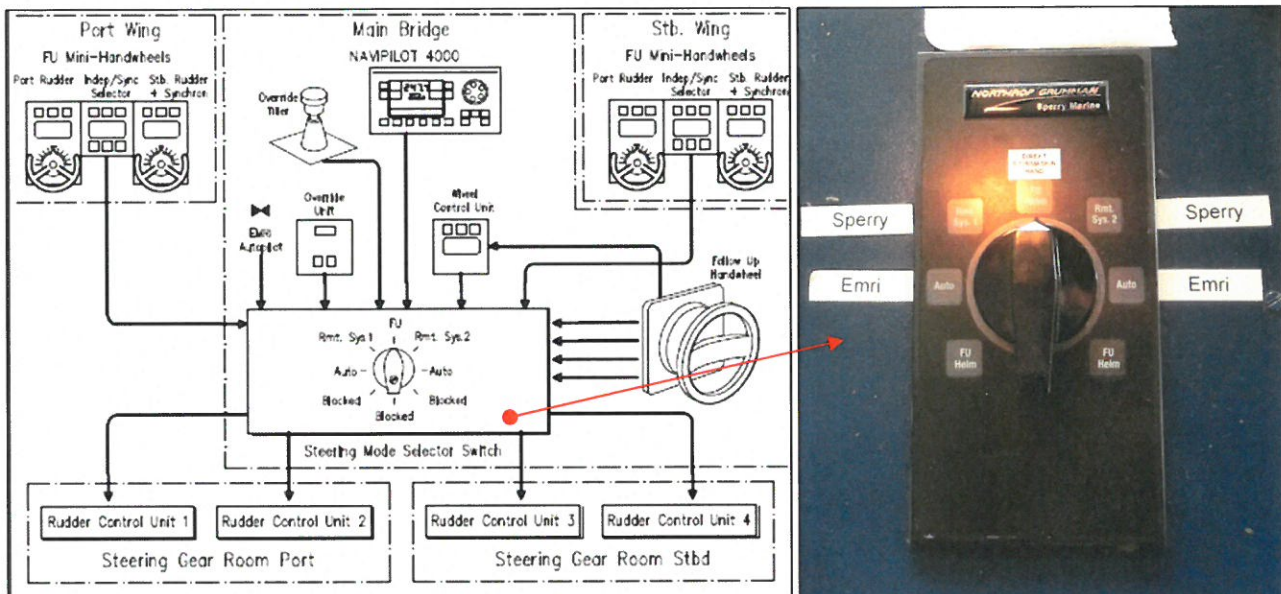 Port Wing
FU Mini-Handwheels
Port Rudder
Indep/Sync
Selector
Stb. Rudder
+ Synchron
Main Bridge
NAVIPILOT 4000
Override
Tiller
EMRI
Autopilot
Override
Unit
Wheel
Control Unit
Stb. Wing
FU Mini-Handwheels
Port Rudder
Indep/Sync
Selector
Stb. Rudder
+ Synchron
Follow Up
Handwheel
FU
Rmt. Sys.1
Rmt. Sys.2
Auto
Auto
Blocked
Blocked
Blocked
Steering Mode Selector Switch
Rudder Control Unit 1
Rudder Control Unit 2
Steering Gear Room Port
Rudder Control Unit 3
Rudder Control Unit 4
Steering Gear Room Stbd
NORTHROP GRUMMAN
Sperry Marine
Rmt.
Sys. 2
Sperry
Sperry
Emri
Auto
Auto
Emri
FU
Helm
FU
Helm